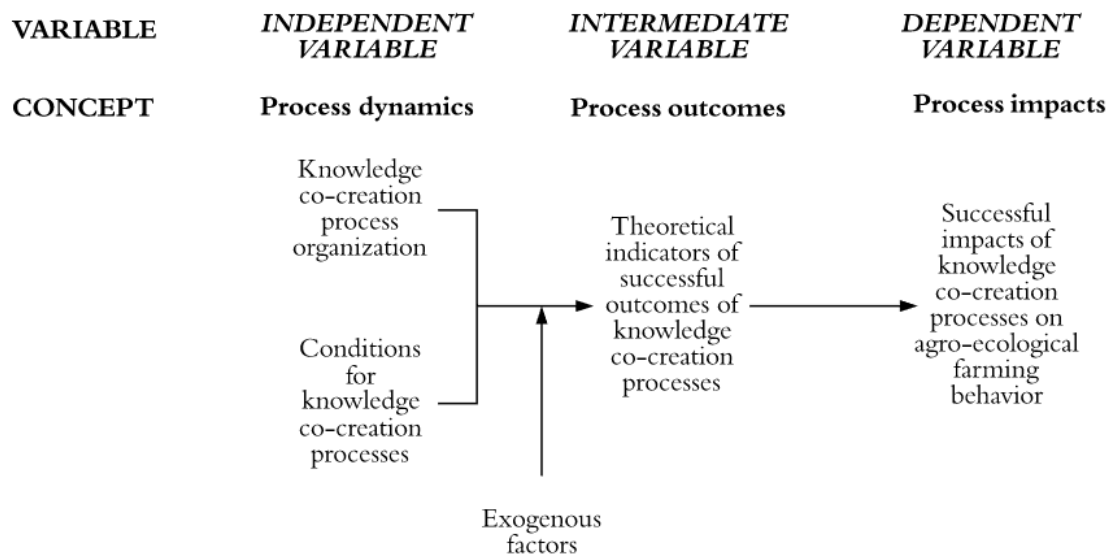 VARIABLE
INDEPENDENT
VARIABLE
INTERMEDIATE
VARIABLE
DEPENDENT
VARIABLE
CONCEPT
Process dynamics
Process outcomes
Process impacts
Knowledge
co-creation
process
organization
Conditions
for
knowledge
co-creation
processes
Exogenous
factors
Theoretical
indicators of
successful
outcomes of
knowledge
co-creation
processes
Successful
impacts of
knowledge
co-creation
processes on
agro-ecological
farming
behavior